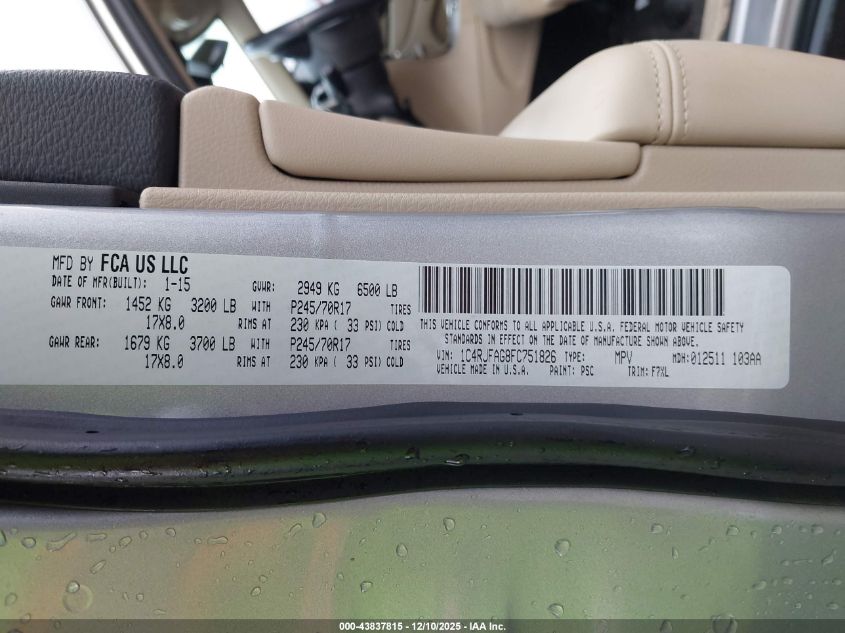 MFD BY FCA US LLC
DATE OF MFR(BUILT): 1-15 GVWR: 2949 KG 6500 LB
GAWR FRONT: 1452 KG 3200 LB WITH P245/70R17 TIRES
17X8.0 RIMS AT 230 KPA ( 33 PSI) COLD
GAWR REAR: 1679 KG 3700 LB WITH P245/70R17 TIRES
17X8.0 RIMS AT 230 KPA ( 33 PSI) COLD
THIS VEHICLE CONFORMS TO ALL APPLICABLE U.S.A. FEDERAL MOTOR VEHICLE SAFETY
STANDARDS IN EFFECT ON THE DATE OF MANUFACTURE SHOWN ABOVE.
VIN: 1C4RJFAG8FC751826 TYPE: MPV MDH:012511 103AA
VEHICLE MADE IN U.S.A. PAINT: PSC TRIM: F7XL
000-43837815 - 12/10/2025 - IAA Inc.